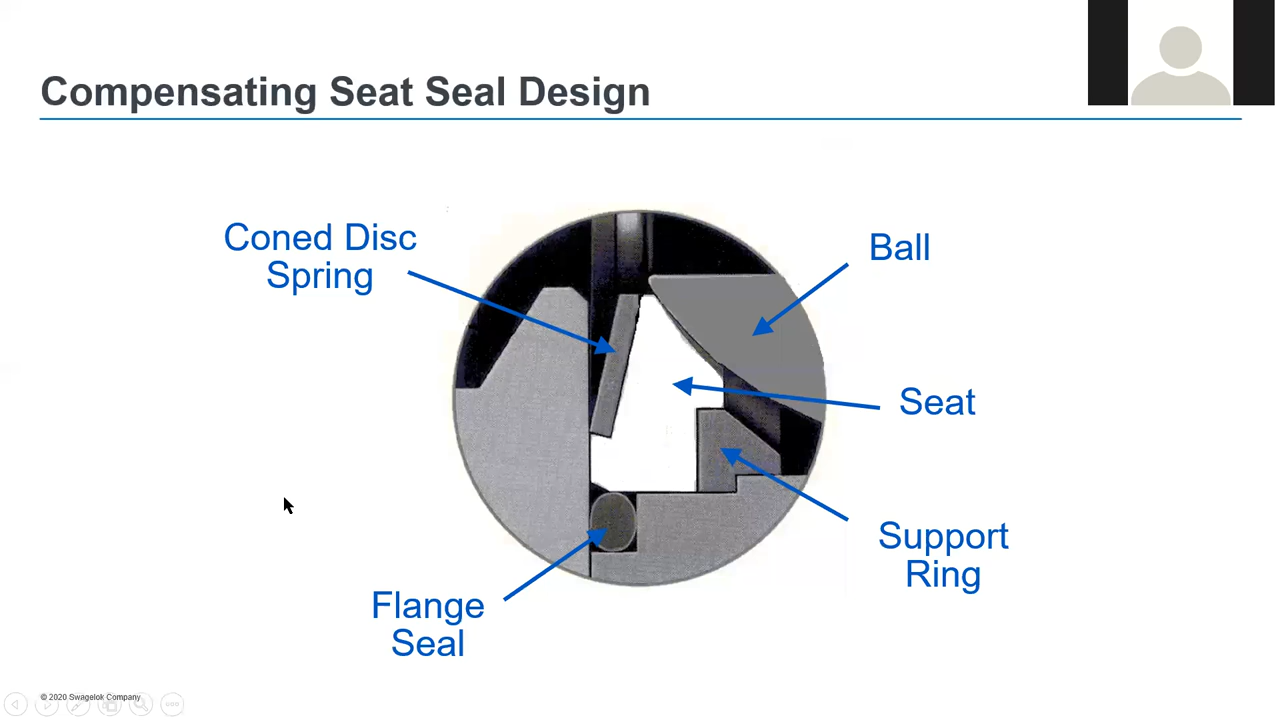 Compensating Seat Seal Design
Coned Disc
Spring
Ball
Seat
Support
Ring
Flange
Seal
© 2020 Swagelok Company